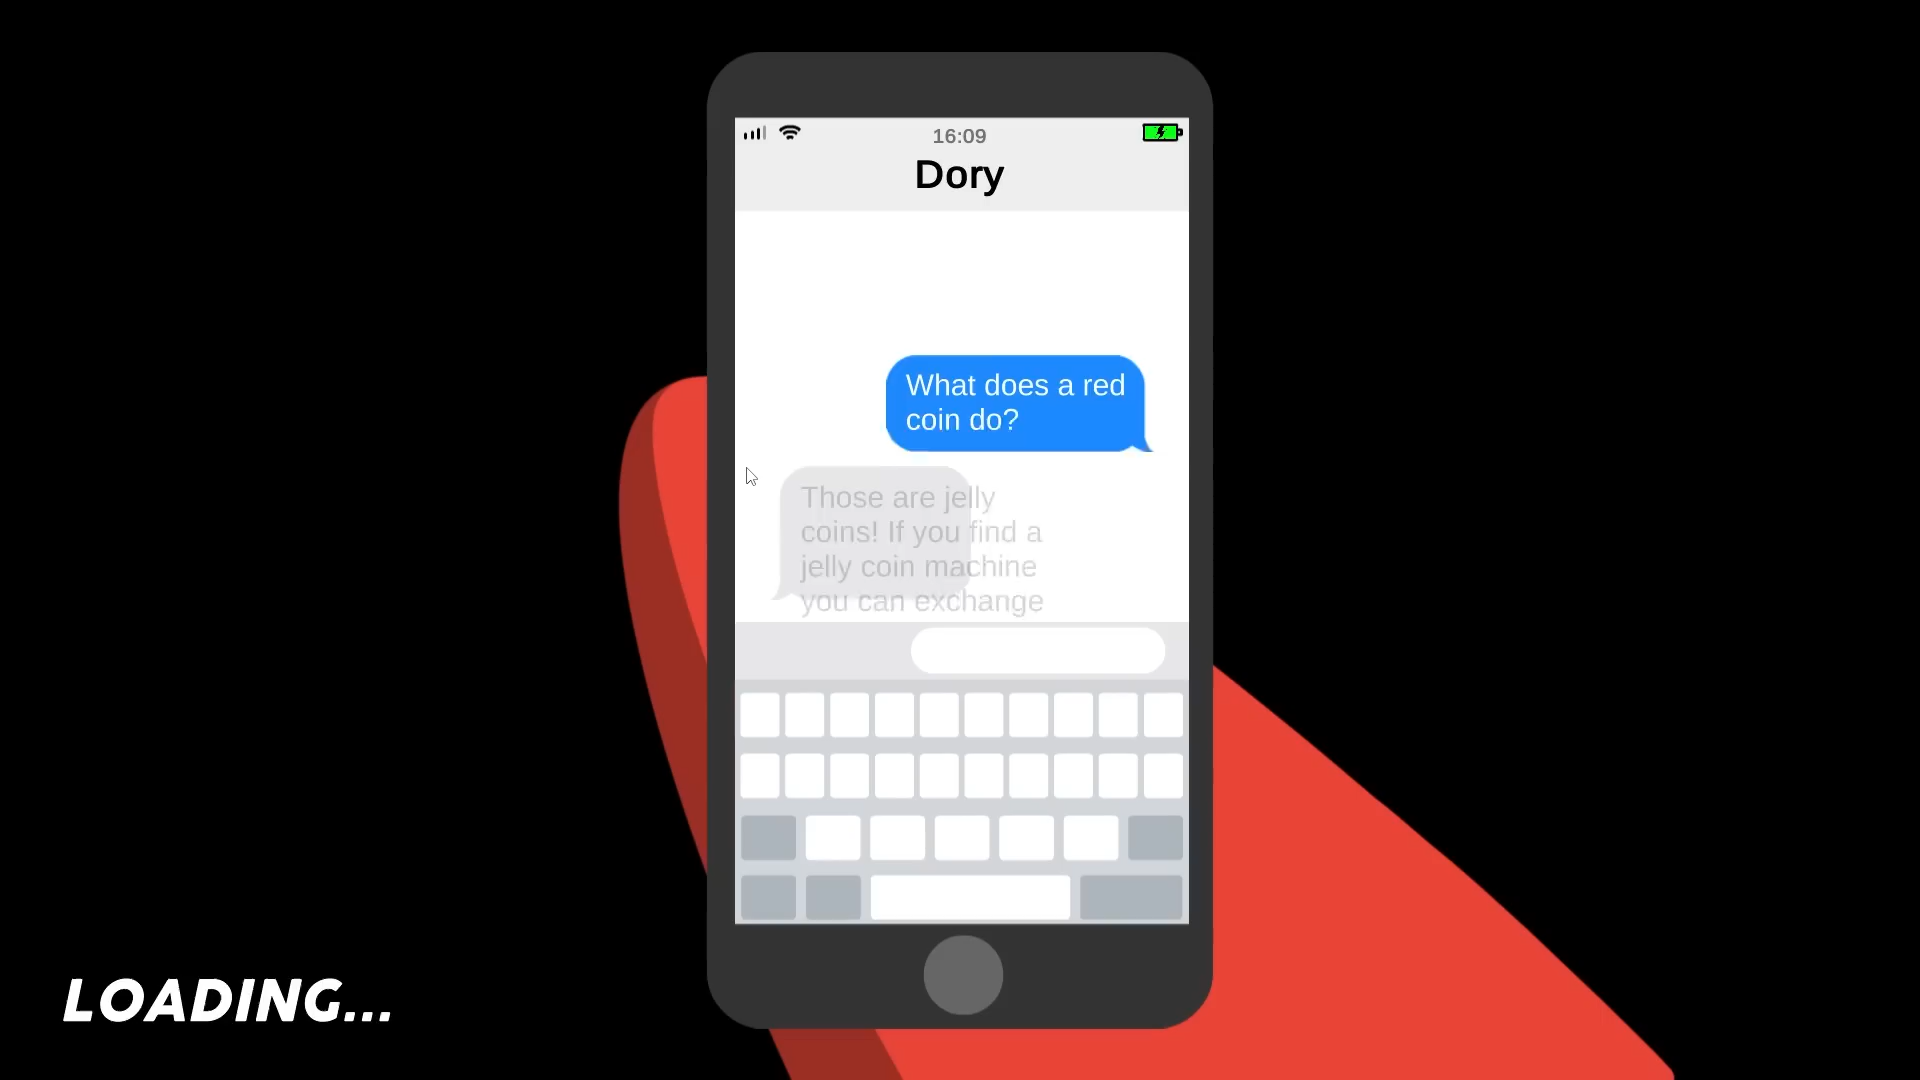 16:09
Dory
What does a red
coin do?
Those are jelly
coins! If you find a
jelly coin machine
you can exchange
LOADING...